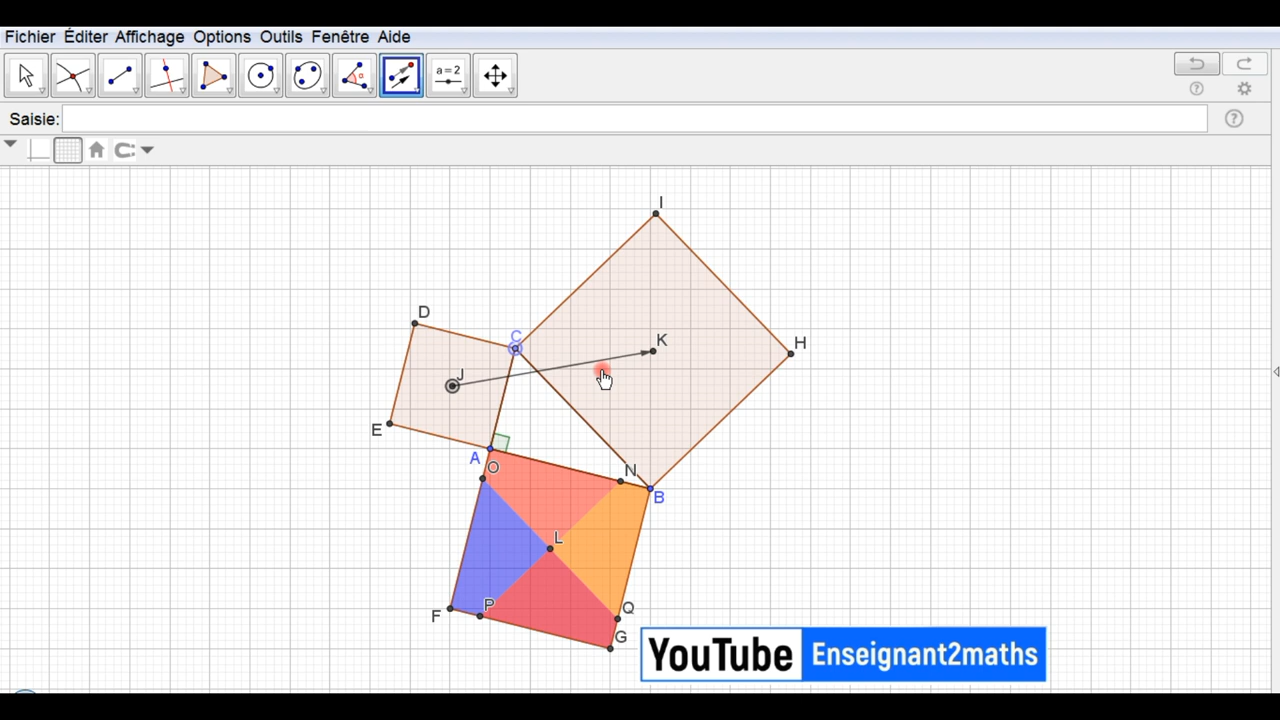 Fichier Éditer Affichage Options Outils Fenêtre Aide
a=2
Saisie:
I
D
C
K
H
J
E
A
O
N
B
L
F
P
Q
G
YouTube Enseignant2maths